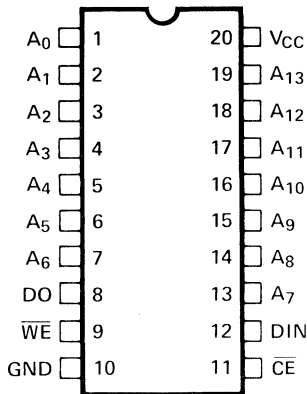 A0 1 20 VCC
A1 2 19 A13
A2 3 18 A12
A3 4 17 A11
A4 5 16 A10
A5 6 15 A9
A6 7 14 A8
DO 8 13 A7
W̅E̅ 9 12 DIN
GND 10 11 C̅E̅